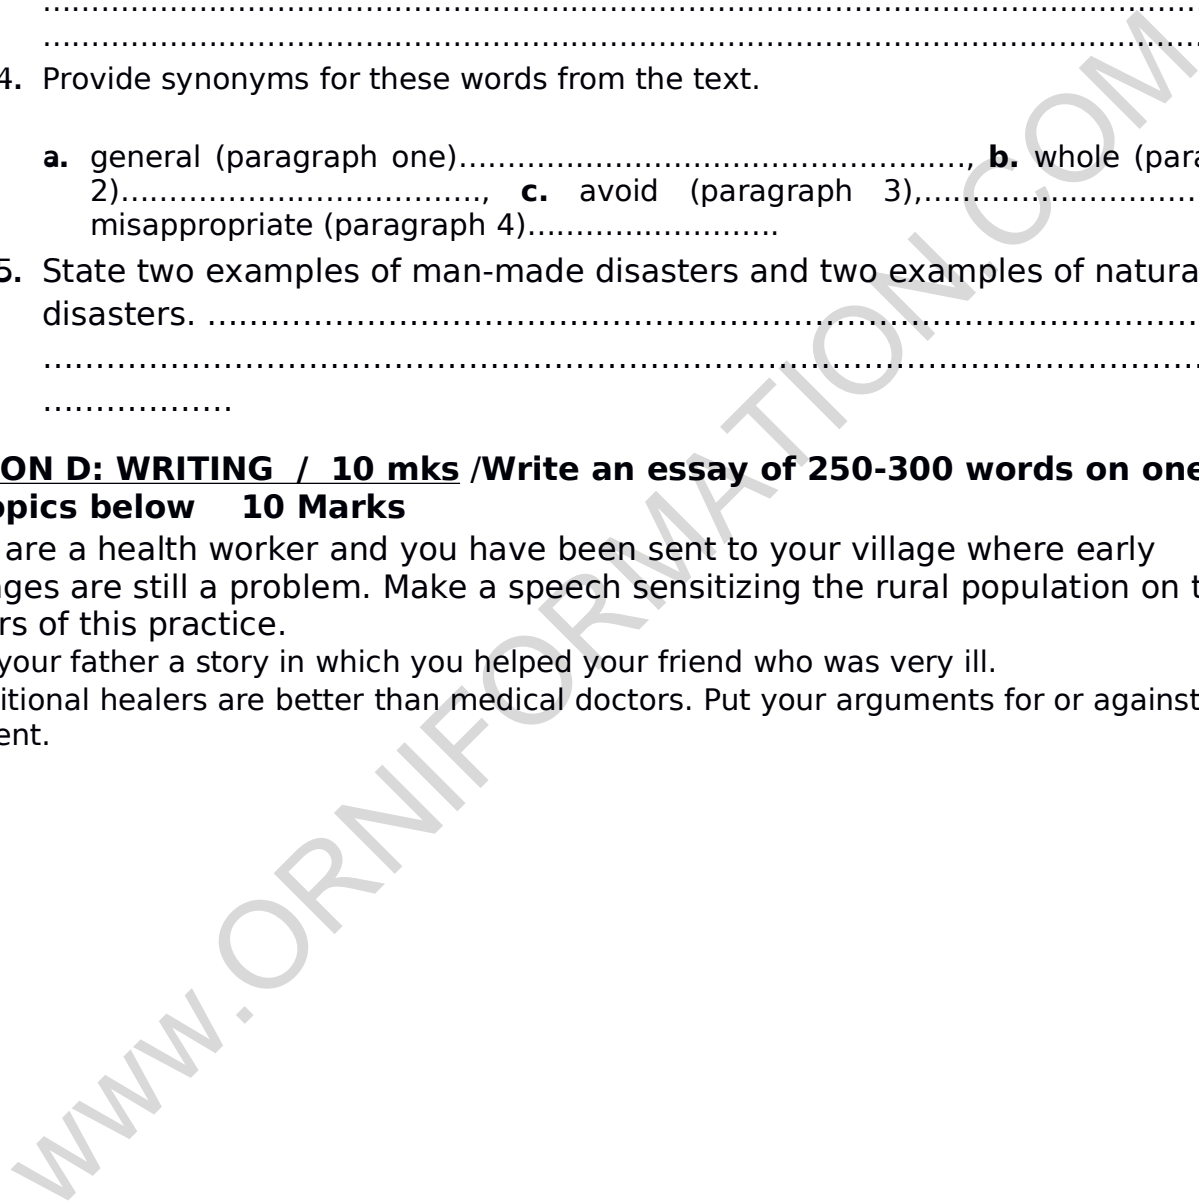 ……………………………………………………………………………………………………………
……………………………………………………………………………………………………………
4. Provide synonyms for these words from the text.
a. general (paragraph one)……………………………………………, b. whole (para
2)………………………………, c. avoid (paragraph 3),………………………
misappropriate (paragraph 4)……………………..
5. State two examples of man-made disasters and two examples of natura
disasters. …………………………………………………………………………………………
……………………………………………………………………………………………………………
………………
ON D: WRITING / 10 mks /Write an essay of 250-300 words on one
opics below 10 Marks
are a health worker and you have been sent to your village where early
ages are still a problem. Make a speech sensitizing the rural population on t
rs of this practice.
your father a story in which you helped your friend who was very ill.
itional healers are better than medical doctors. Put your arguments for or against
ent.
www.ORNIFORMATION.COM